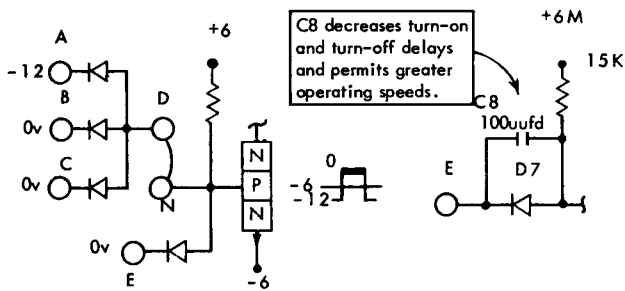 A
-12
B
0v
C
0v
D
N
E
0v
+6
N
P
N
-6
0
-6
-12
C8 decreases turn-on
and turn-off delays
and permits greater
operating speeds.
+6M
15K
C8
100uufd
E
D7